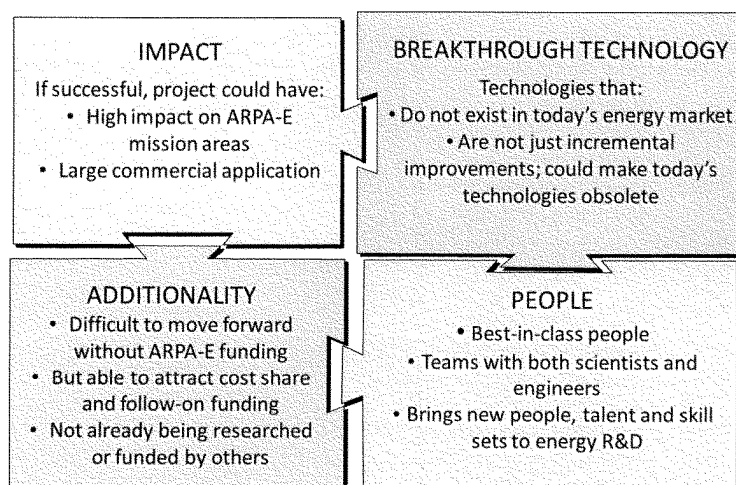 IMPACT
If successful, project could have:
• High impact on ARPA-E
mission areas
• Large commercial application
BREAKTHROUGH TECHNOLOGY
Technologies that:
• Do not exist in today's energy market
• Are not just incremental
improvements; could make today's
technologies obsolete
ADDITIONALITY
• Difficult to move forward
without ARPA-E funding
• But able to attract cost share
and follow-on funding
• Not already being researched
or funded by others
PEOPLE
• Best-in-class people
• Teams with both scientists and
engineers
• Brings new people, talent and skill
sets to energy R&D